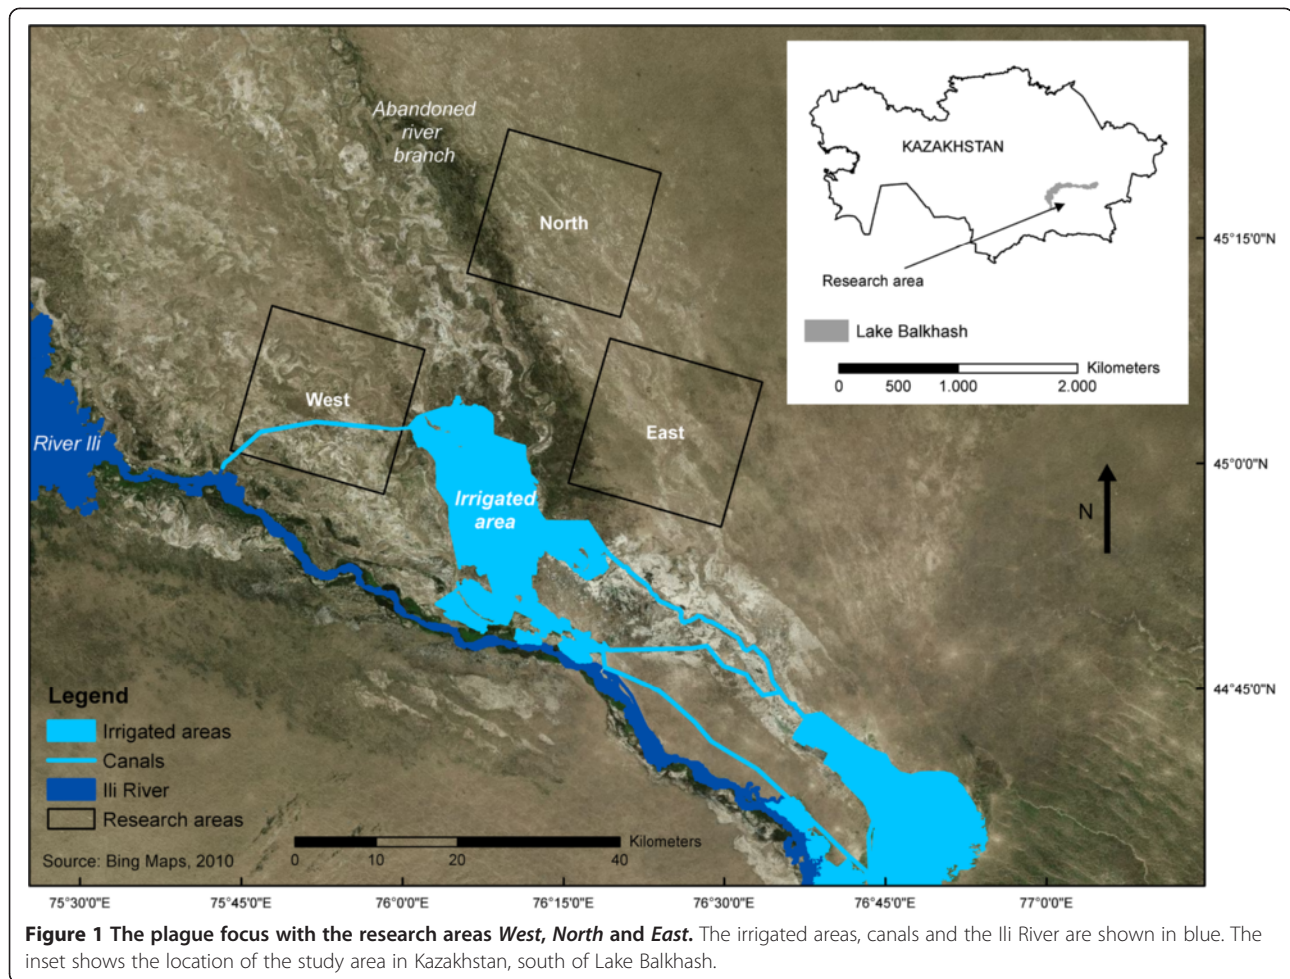 Abandoned
river
branch
North
West
East
River Ili
Irrigated
area
KAZAKHSTAN
Research area
Lake Balkhash
Kilometers
0 500 1.000 2.000
45°15'0"N
45°0'0"N
N
44°45'0"N
Legend
Irrigated areas
Canals
Ili River
Research areas
Source: Bing Maps, 2010
Kilometers
0 10 20 40
75°30'0"E 75°45'0"E 76°0'0"E 76°15'0"E 76°30'0"E 76°45'0"E 77°0'0"E
Figure 1 The plague focus with the research areas West, North and East. The irrigated areas, canals and the Ili River are shown in blue. The
inset shows the location of the study area in Kazakhstan, south of Lake Balkhash.